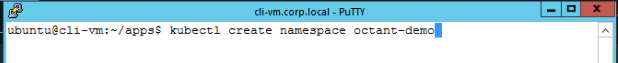 cli-vm.corp.local - PuTTY
ubuntu@cli-vm:~/apps$ kubectl create namespace octant-demo